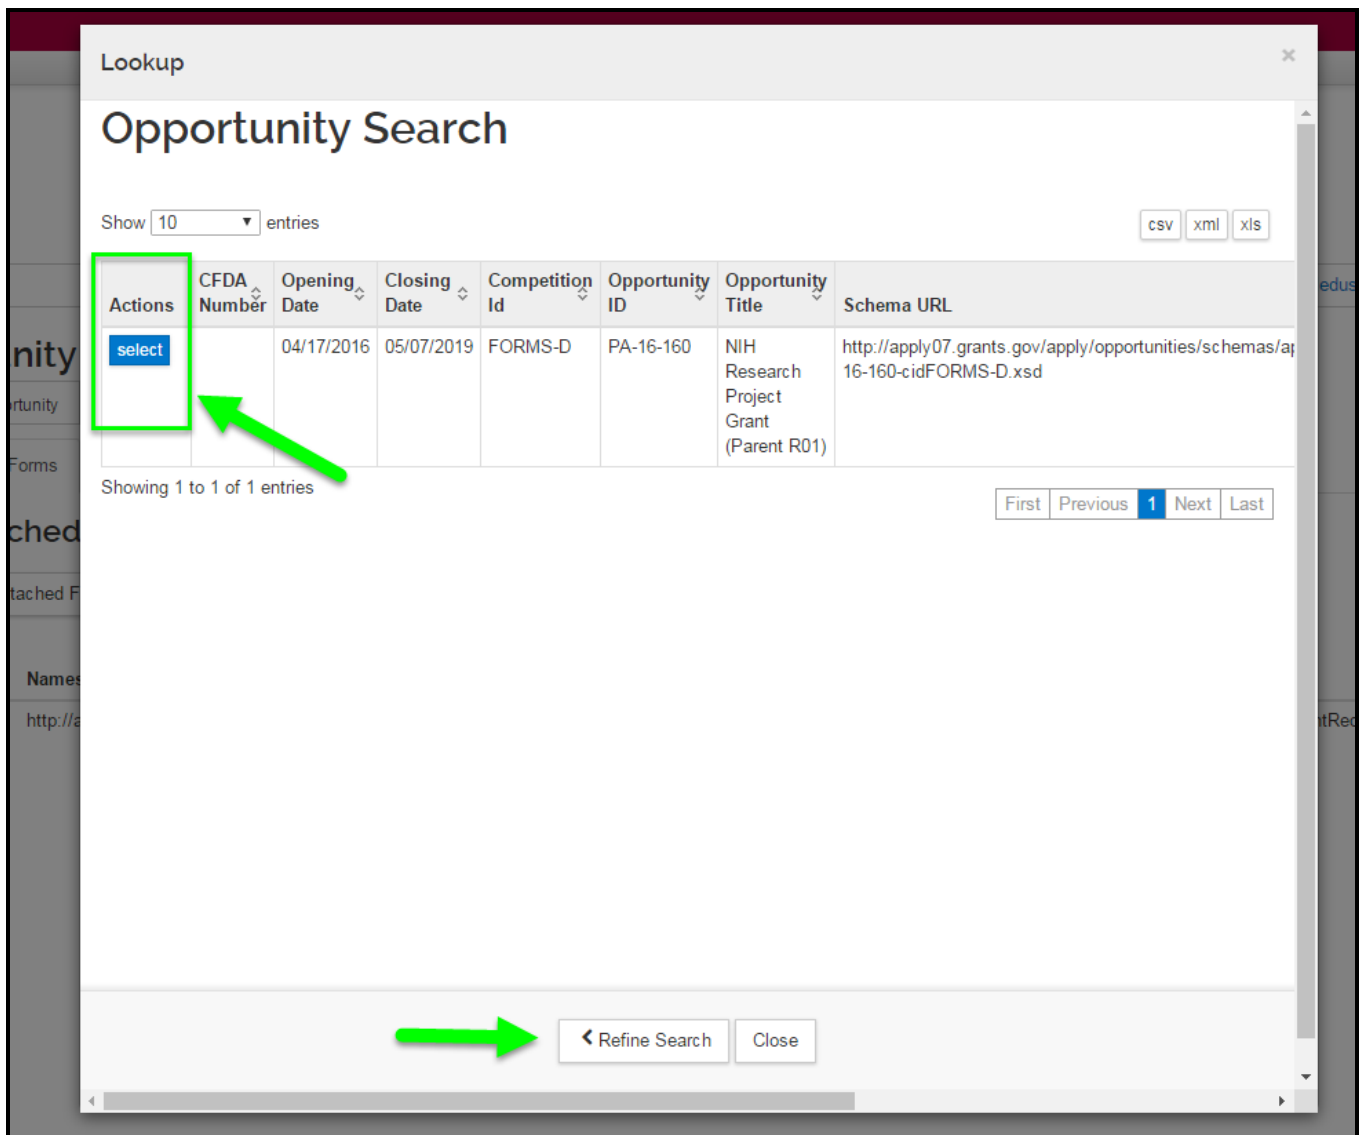 Lookup ×
Opportunity Search
Show 10 entries
csv xml xls
Actions CFDA Number Opening Date Closing Date Competition Id Opportunity ID Opportunity Title Schema URL
select 04/17/2016 05/07/2019 FORMS-D PA-16-160 NIH http://apply07.grants.gov/apply/opportunities/schemas/ap
Research 16-160-cidFORMS-D.xsd
Project
Grant
(Parent R01)
Showing 1 to 1 of 1 entries
First Previous 1 Next Last
Refine Search Close
edus
nity
rtunity
Forms
ched
tached F
Names
http://a
ntRec